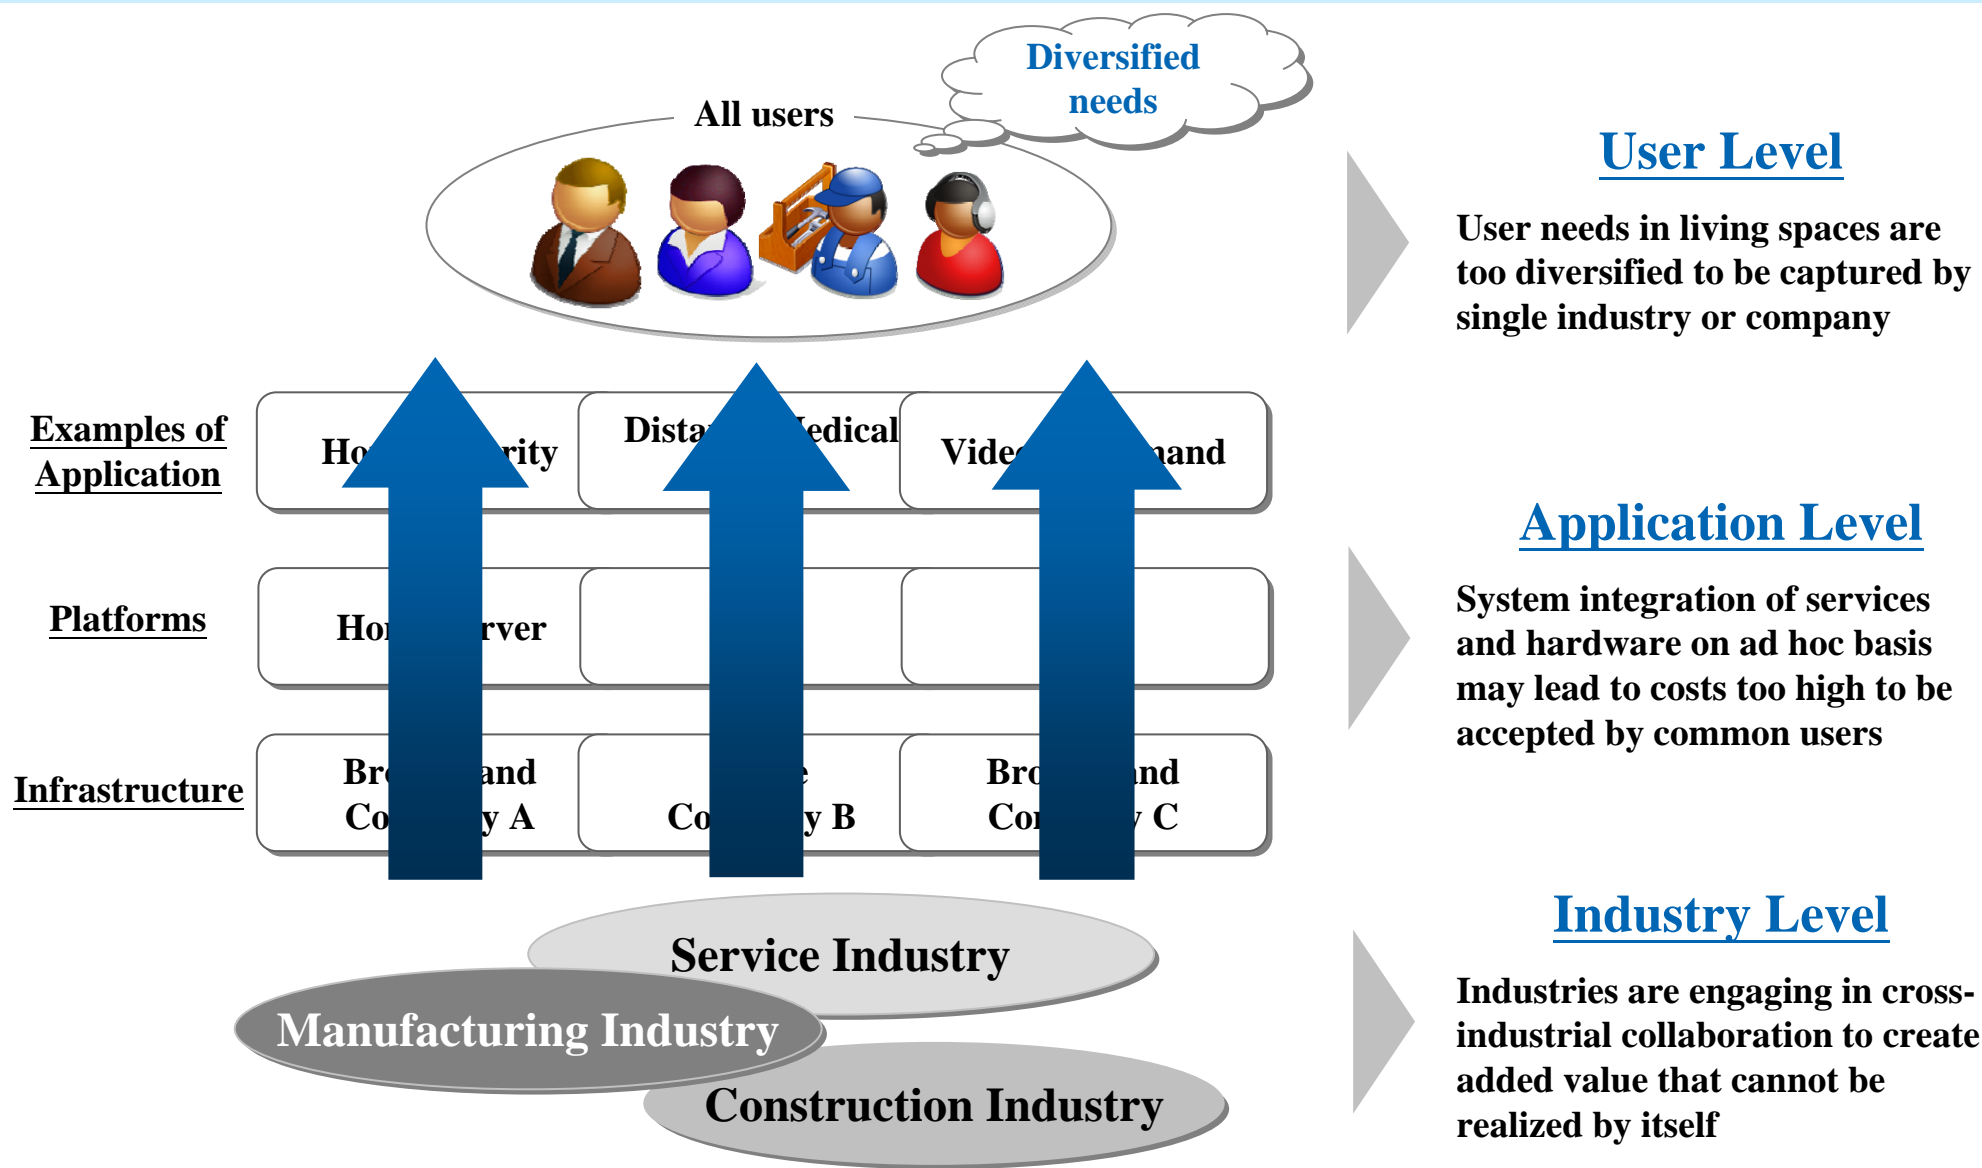 Diversified
needs
All users
User Level
User needs in living spaces are
too diversified to be captured by
single industry or company
Examples of
Application
Medical
Application Level
System integration of services
and hardware on ad hoc basis
may lead to costs too high to be
accepted by common users
Platforms
Infrastructure
A
B
C
Industry Level
Industries are engaging in cross-
industrial collaboration to create
added value that cannot be
realized by itself
Service Industry
Manufacturing Industry
Construction Industry